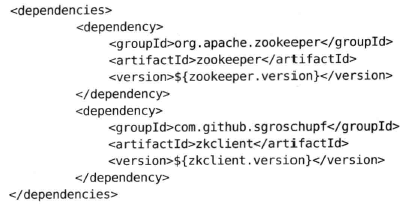 <dependencies>
<dependency>
<groupId>org.apache.zookeeper</groupId>
<artifactId>zookeeper</artifactId>
<version>${zookeeper.version}</version>
</dependency>
<dependency>
<groupId>com.github.sgroschupf</groupId>
<artifactId>zkclient</artifactId>
<version>${zkclient.version}</version>
</dependency>
</dependencies>